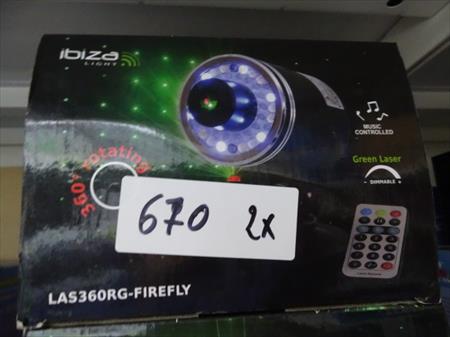 ibiza
LIGHT
MUSIC
CONTROLLED
Green Laser
DIMMABLE
360° rotating
670 2x
LAS360RG-FIREFLY